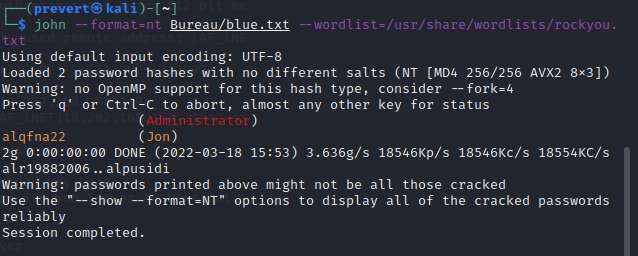 ┌──(prevert㉿kali)-[~]
└─$ john --format=nt Bureau/blue.txt --wordlist=/usr/share/wordlists/rockyou.
txt
Using default input encoding: UTF-8
Loaded 2 password hashes with no different salts (NT [MD4 256/256 AVX2 8×3])
Warning: no OpenMP support for this hash type, consider --fork=4
Press 'q' or Ctrl-C to abort, almost any other key for status
                 (Administrator)
alqfna22         (Jon)
2g 0:00:00:00 DONE (2022-03-18 15:53) 3.636g/s 18546Kp/s 18546Kc/s 18554KC/s
alr19882006..alpusidi
Warning: passwords printed above might not be all those cracked
Use the "--show --format=NT" options to display all of the cracked passwords
reliably
Session completed.